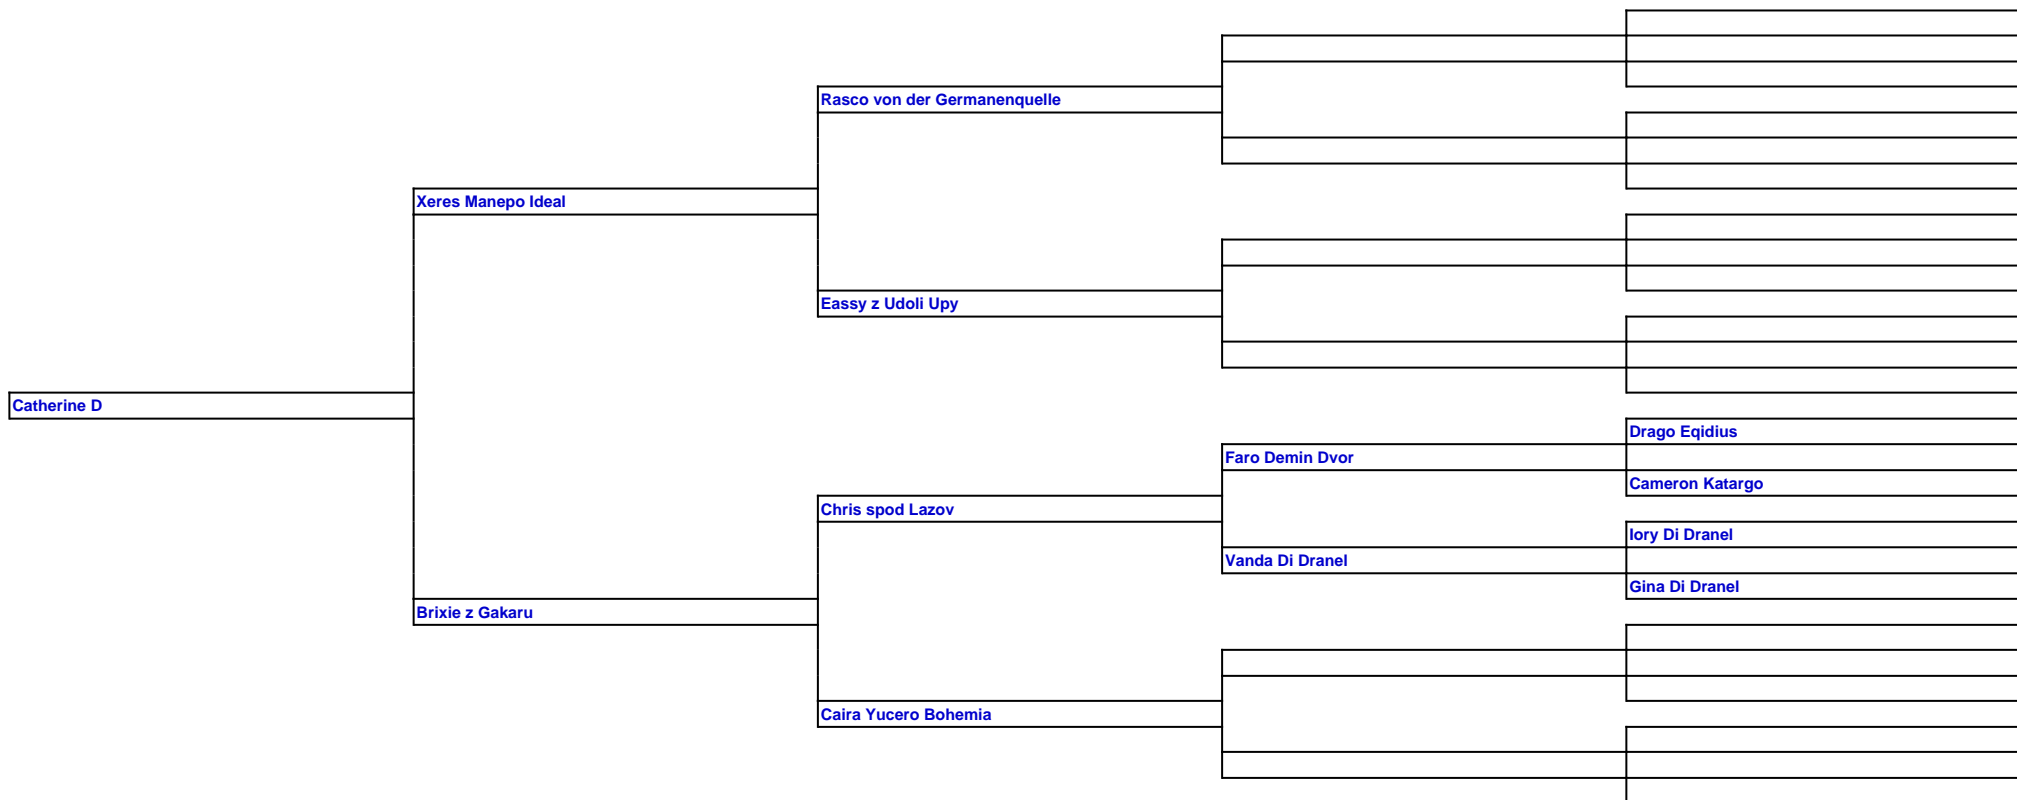 Rasco von der Germanenquelle
Xeres Manepo Ideal
Eassy z Udoli Upy
Catherine D
Drago Eqidius
Faro Demin Dvor
Cameron Katargo
Chris spod Lazov
Iory Di Dranel
Vanda Di Dranel
Gina Di Dranel
Brixie z Gakaru
Caira Yucero Bohemia